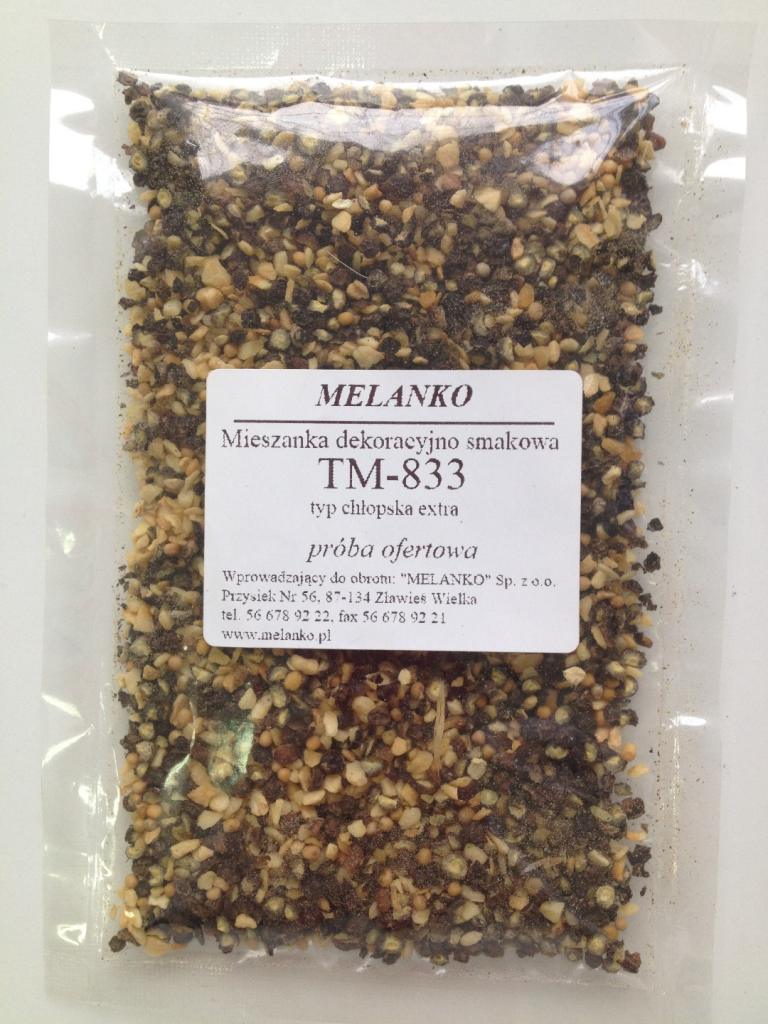 MELANKO
Mieszanka dekoracyjno smakowa
TM-833
typ chłopska extra
próba ofertowa
Wprowadzający do obrotu: "MELANKO" Sp. z o.o.
Przysiek Nr 56, 87-134 Zławieś Wielka
tel. 56 678 92 22, fax 56 678 92 21
www.melanko.pl